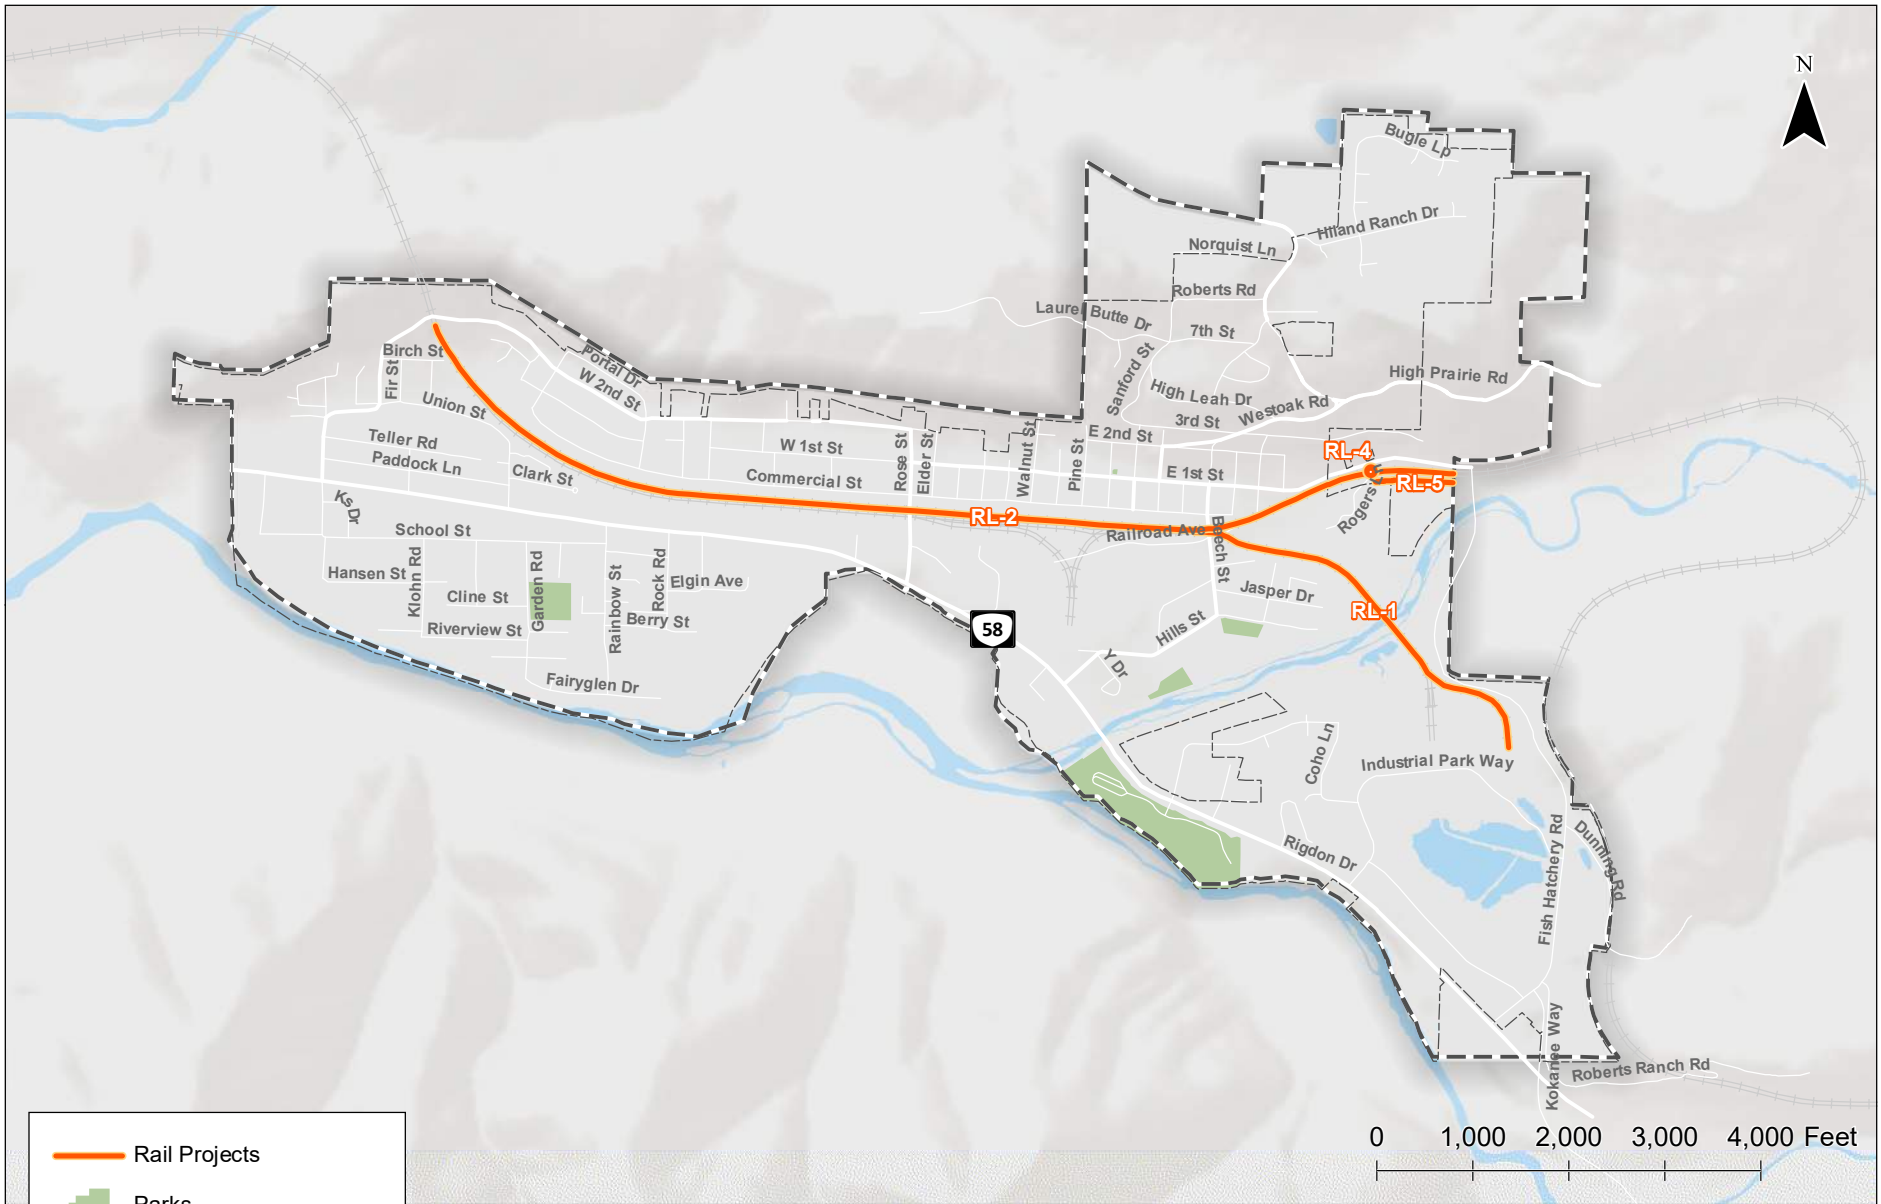 N
Bugle Lp
Hiland Ranch Dr
Norquist Ln
Roberts Rd
Laurel Butte Dr
7th St
Sanford St
High Prairie Rd
High Leah Dr
Westoak Rd
3rd St
E 2nd St
Birch St
Fir St
Portal Dr
W 2nd St
Union St
Teller Rd
Paddock Ln
Clark St
W 1st St
Commercial St
Rose St
Elder St
Walnut St
Pine St
E 1st St
RL-4
RL-5
Rogers
RL-2
Railroad Ave
Beech St
Ks Dr
School St
Hansen St
Klohn Rd
Cline St
Riverview St
Garden Rd
Rainbow St
Rock Rd
Elgin Ave
Berry St
Fairyglen Dr
58
Jasper Dr
RL-1
Hills St
Y Dr
Coho Ln
Industrial Park Way
Rigdon Dr
Fish Hatchery Rd
Dunning Rd
Kokanee Way
Roberts Ranch Rd
0 1,000 2,000 3,000 4,000 Feet
Rail Projects
Parks